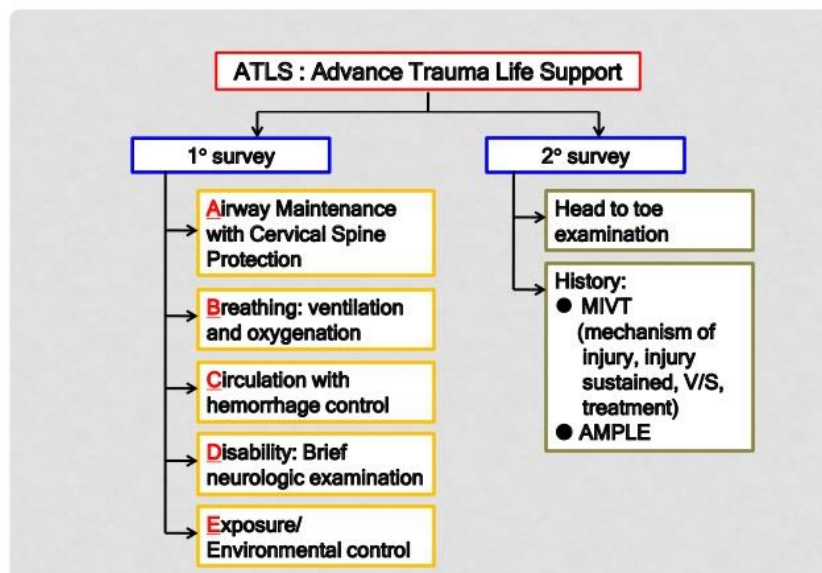 ATLS : Advance Trauma Life Support
1° survey
Airway Maintenance
with Cervical Spine
Protection
Breathing: ventilation
and oxygenation
Circulation with
hemorrhage control
Disability: Brief
neurologic examination
Exposure/
Environmental control
2° survey
Head to toe
examination
History:
● MIVT
(mechanism of
injury, injury
sustained, V/S,
treatment)
● AMPLE